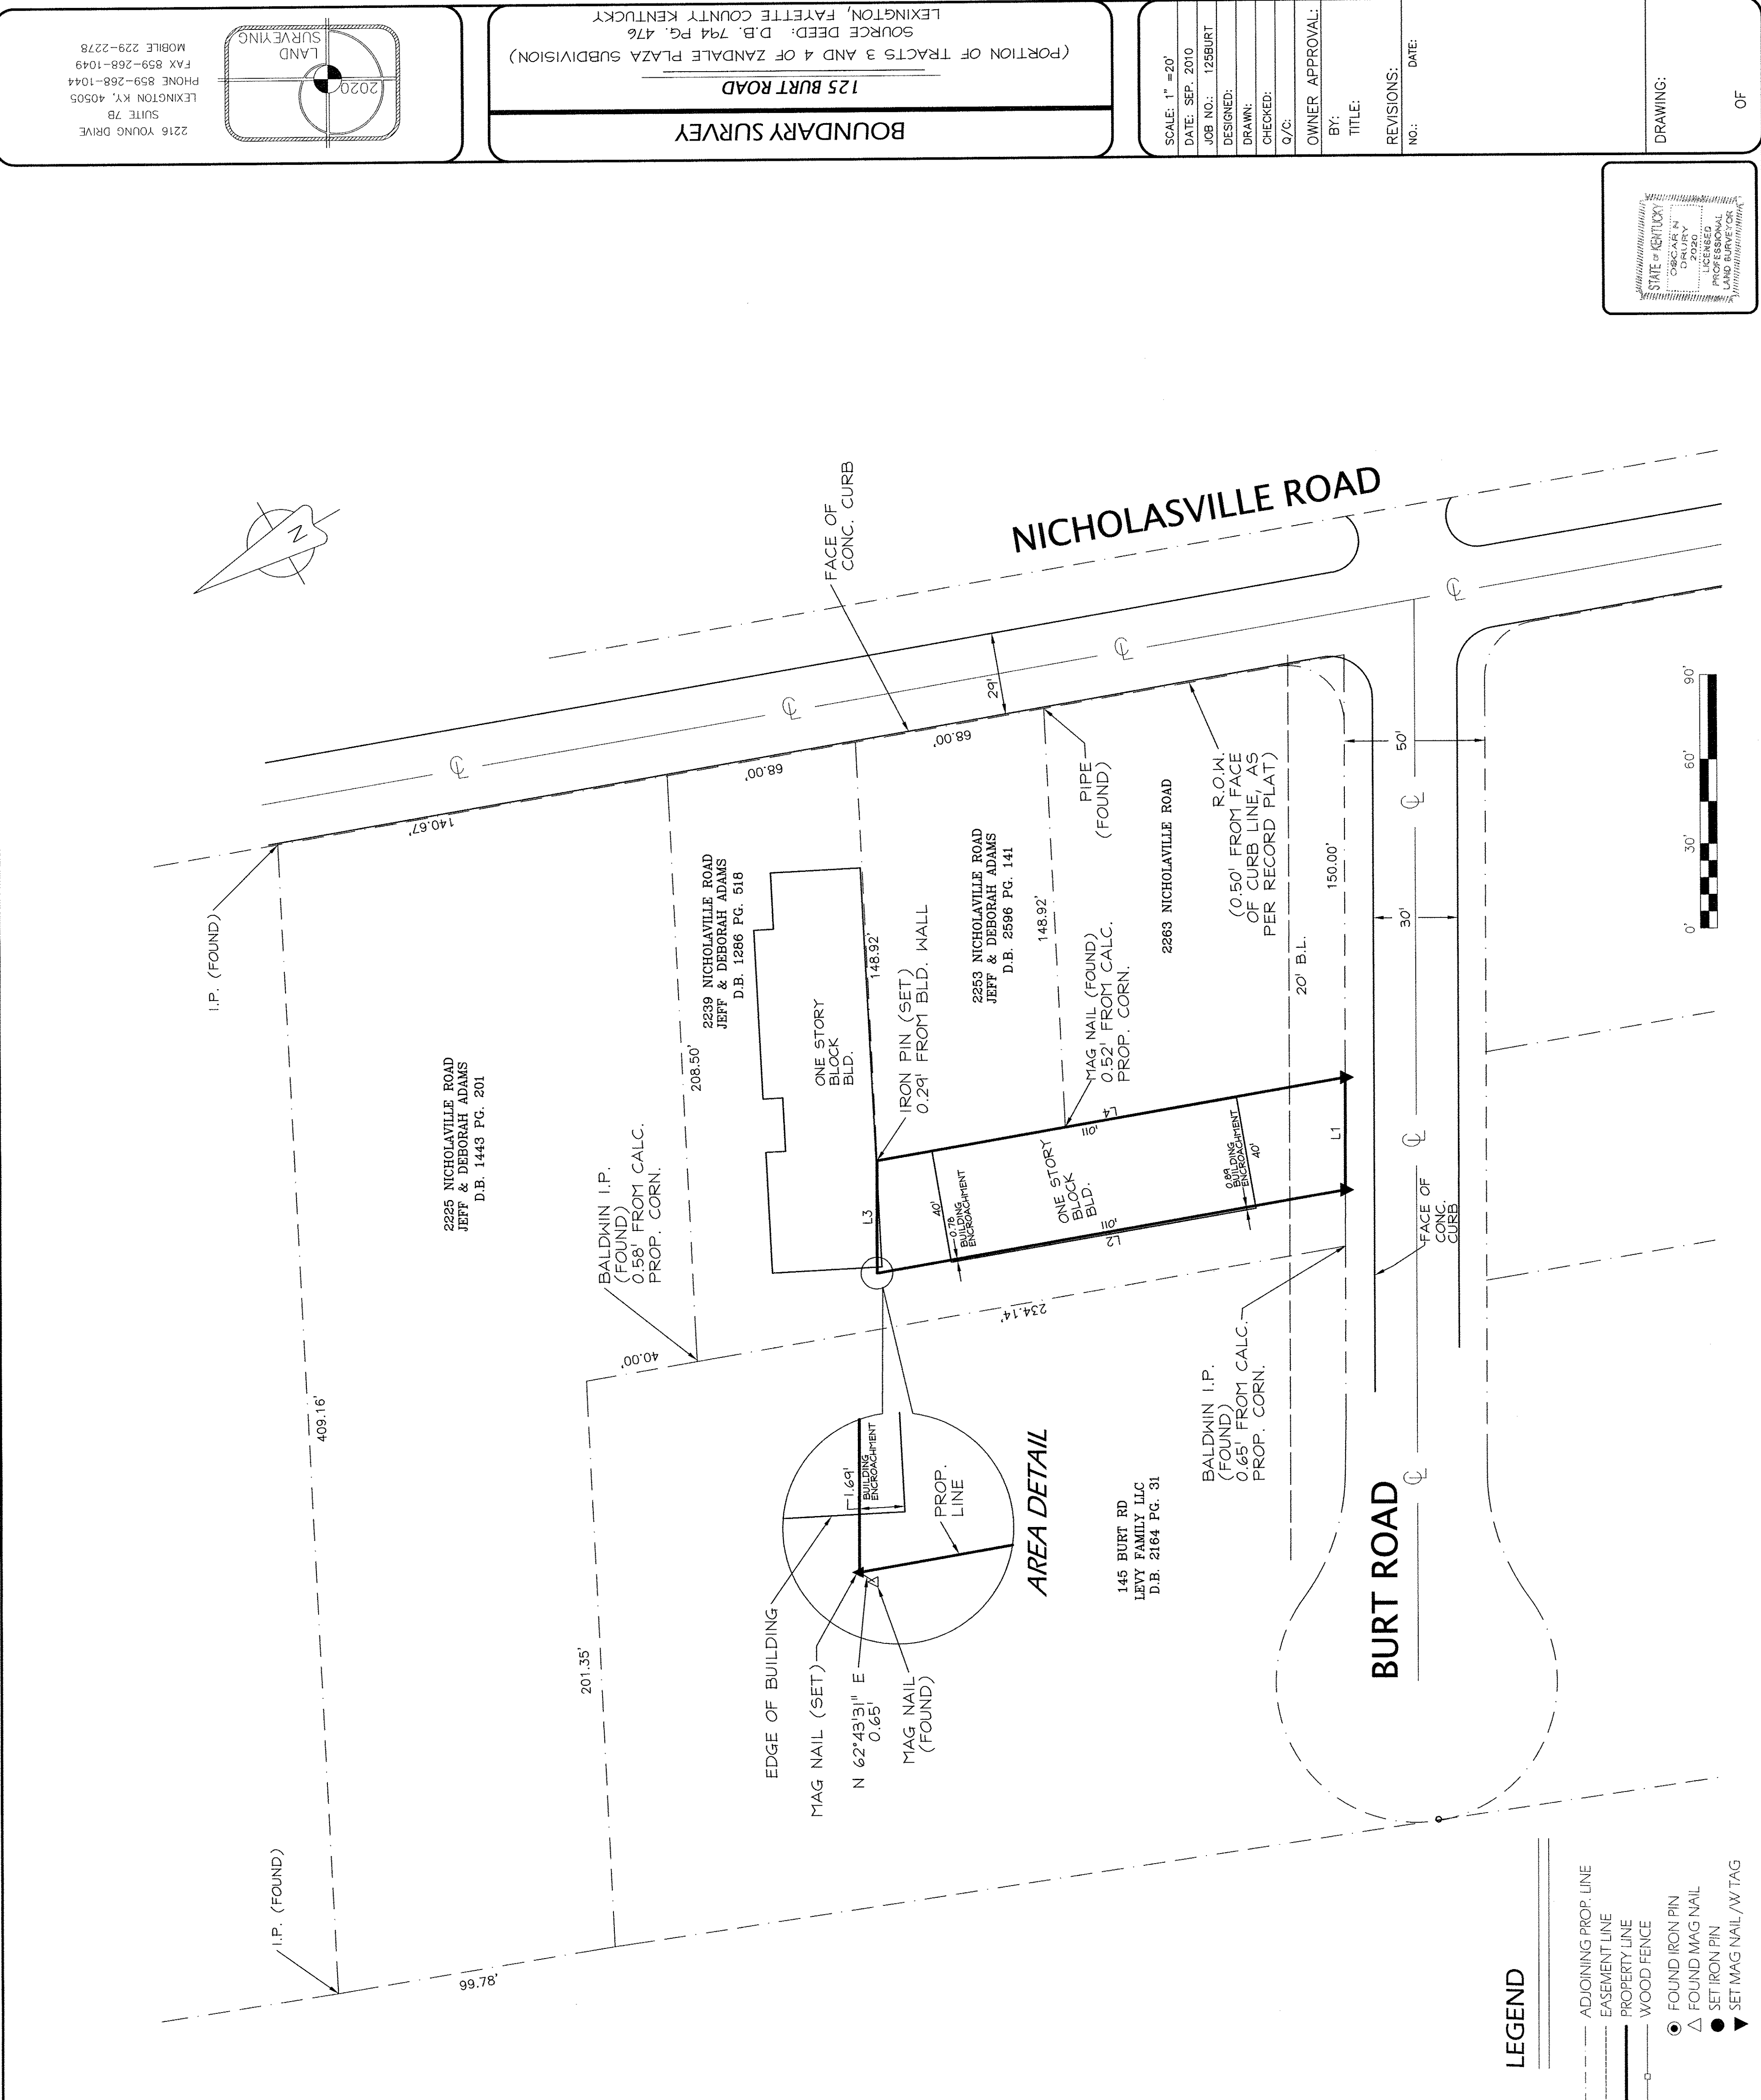 2216 YOUNG DRIVE
SUITE 7B
LEXINGTON KY, 40505
PHONE 859-268-1044
FAX 859-268-1049
MOBILE 229-2278
2020
LAND
SURVEYING
BOUNDARY SURVEY
125 BURT ROAD
(PORTION OF TRACTS 3 AND 4 OF ZANDALE PLAZA SUBDIVISION)
SOURCE DEED: D.B. 794 PG. 476
LEXINGTON, FAYETTE COUNTY KENTUCKY
SCALE: 1" =20'
DATE: SEP. 2010
JOB NO.: 125BURT
DESIGNED:
DRAWN:
CHECKED:
Q/C:
OWNER APPROVAL:
BY:
TITLE:
REVISIONS:
NO.: DATE:
DRAWING:
OF
STATE OF KENTUCKY
OSCAR N
DRURY
2020
LICENSED
PROFESSIONAL
LAND SURVEYOR
N
NICHOLASVILLE ROAD
FACE OF
CONC. CURB
29'
68.00'
68.00'
140.67'
I.P. (FOUND)
2225 NICHOLAVILLE ROAD
JEFF & DEBORAH ADAMS
D.B. 1443 PG. 201
2239 NICHOLAVILLE ROAD
JEFF & DEBORAH ADAMS
D.B. 1286 PG. 518
208.50'
ONE STORY
BLOCK
BLD.
148.92'
IRON PIN (SET)
0.29' FROM BLD. WALL
2253 NICHOLAVILLE ROAD
JEFF & DEBORAH ADAMS
D.B. 2596 PG. 141
148.92'
PIPE
(FOUND)
MAG NAIL (FOUND)
0.52' FROM CALC.
PROP. CORN.
2263 NICHOLAVILLE ROAD
R.O.W.
(0.50' FROM FACE
OF CURB LINE, AS
PER RECORD PLAT)
20' B.L.
150.00'
50'
30'
0' 30' 60' 90'
BALDWIN I.P.
(FOUND)
0.58' FROM CALC.
PROP. CORN.
40.00'
234.14'
L3
40'
0.78
BUILDING
ENCROACHMENT
ONE STORY
BLOCK
BLD.
110'
L4
110'
L2
0.89
BUILDING
ENCROACHMENT
40'
L1
FACE OF
CONC.
CURB
BALDWIN I.P.
(FOUND)
0.65' FROM CALC.
PROP. CORN.
409.16'
201.35'
99.78'
I.P. (FOUND)
1.69'
BUILDING
ENCROACHMENT
PROP.
LINE
AREA DETAIL
EDGE OF BUILDING
MAG NAIL (SET)
N 62°43'31" E
0.65'
MAG NAIL
(FOUND)
145 BURT RD
LEVY FAMILY LLC
D.B. 2164 PG. 31
BURT ROAD
LEGEND
ADJOINING PROP. LINE
EASEMENT LINE
PROPERTY LINE
WOOD FENCE
FOUND IRON PIN
FOUND MAG NAIL
SET IRON PIN
SET MAG NAIL /W TAG